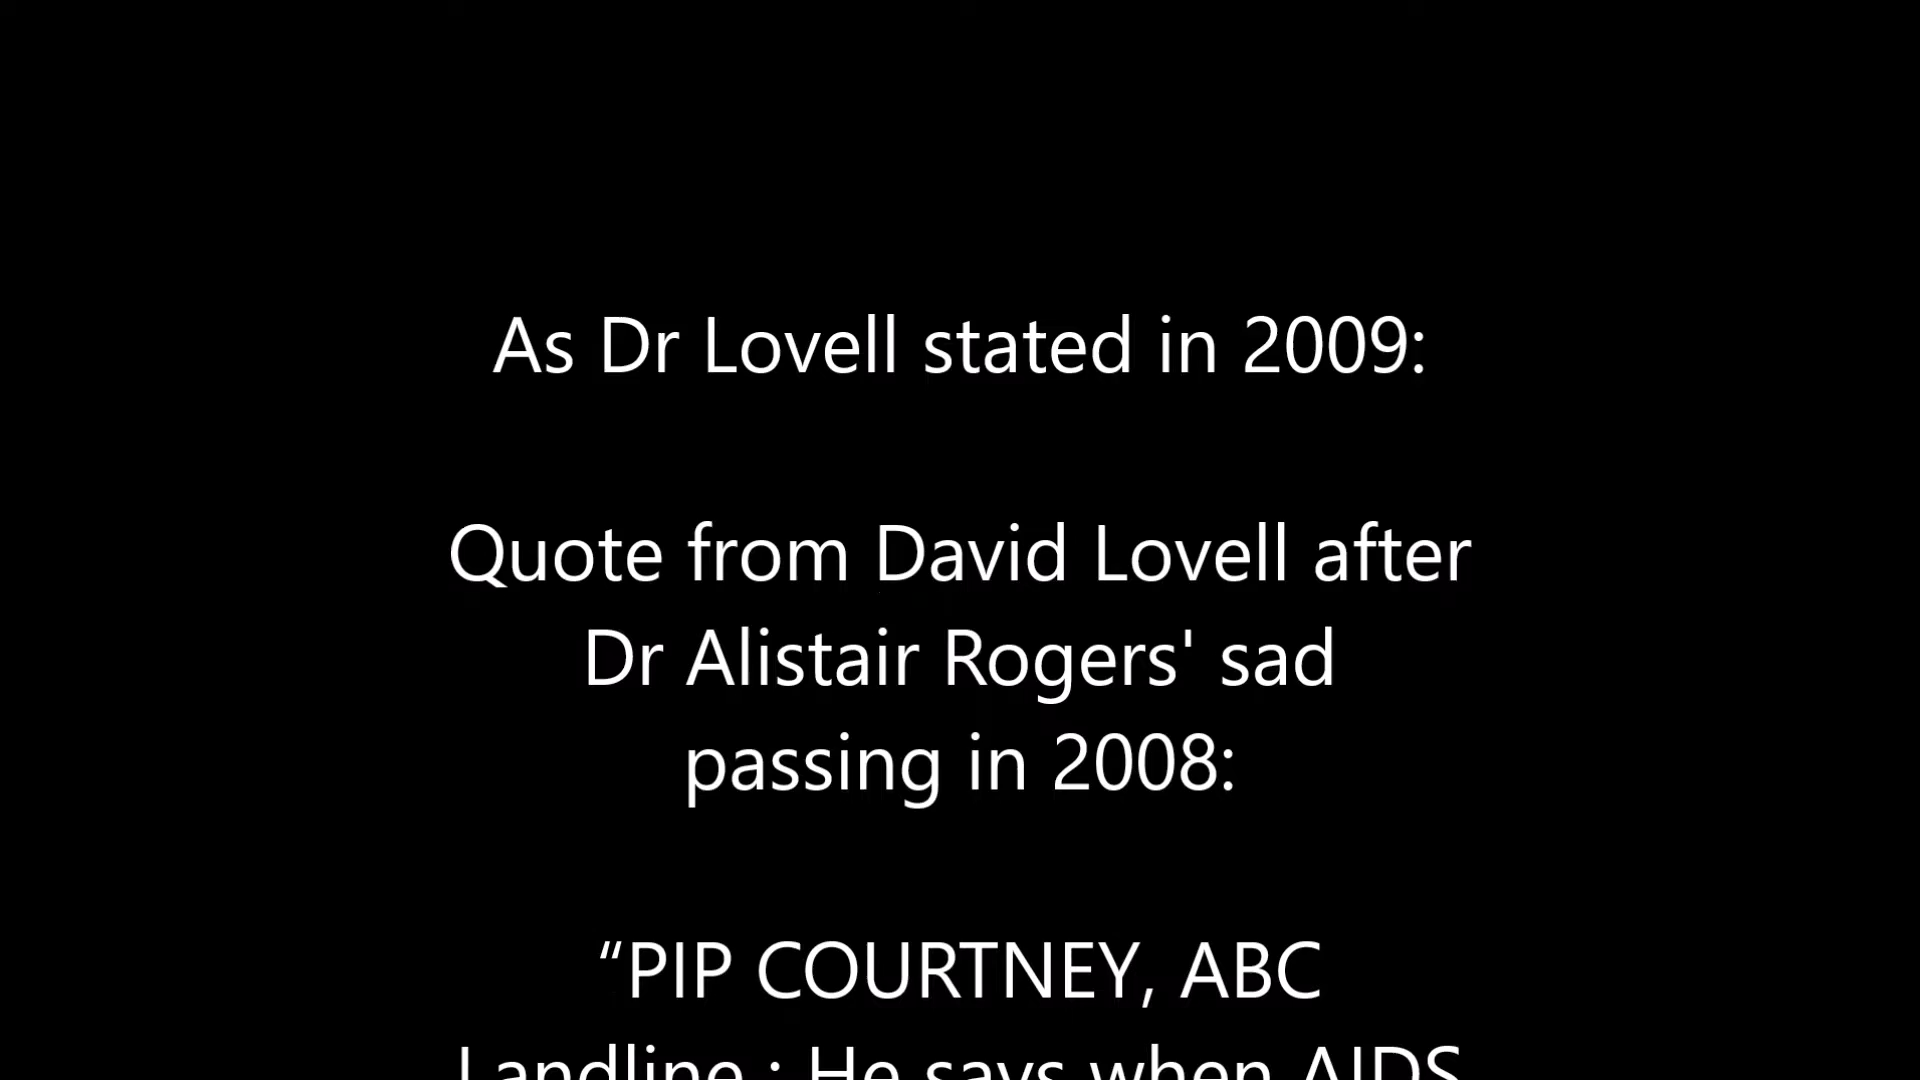 As Dr Lovell stated in 2009:
Quote from David Lovell after
Dr Alistair Rogers' sad
passing in 2008:
“PIP COURTNEY, ABC
Landline : He says when AIDS